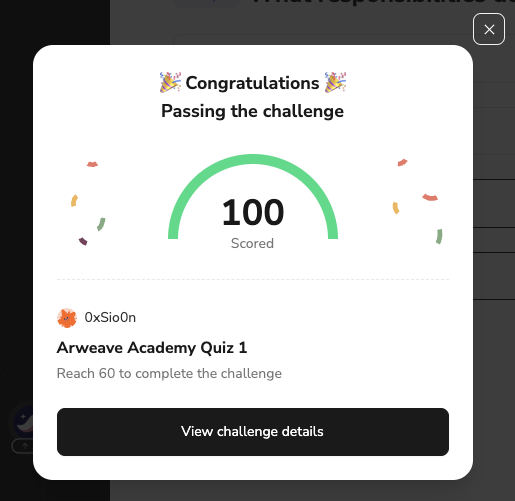 🎉 Congratulations 🎉
Passing the challenge
100
Scored
0xSio0n
Arweave Academy Quiz 1
Reach 60 to complete the challenge
View challenge details